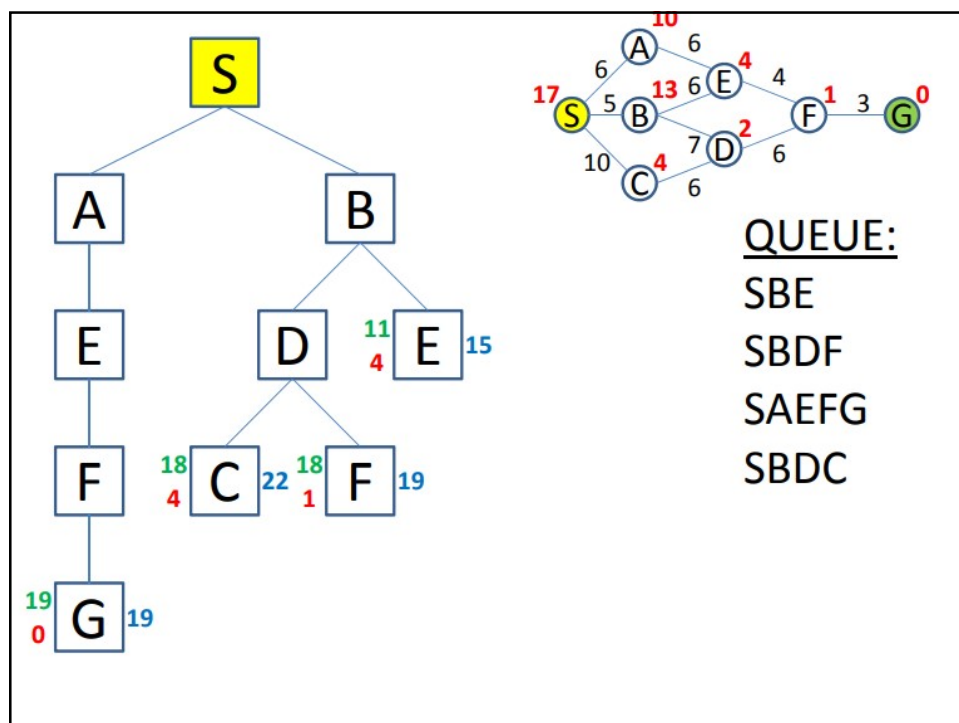 S
A B
E D E
11 4 15
F C F
18 4 22 18 1 19
G
19 0 19
10
A 6 4
6 E 4
17 13 6 1 0
S 5 B F 3 G
7 2
10 4 D 6
C 6
QUEUE:
SBE
SBDF
SAEFG
SBDC